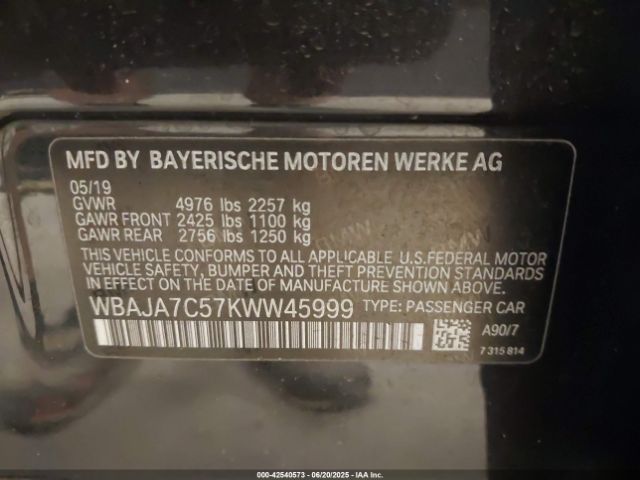 MFD BY BAYERISCHE MOTOREN WERKE AG
05/19
GVWR 4976 lbs 2257 kg
GAWR FRONT 2425 lbs 1100 kg
GAWR REAR 2756 lbs 1250 kg
THIS VEHICLE CONFORMS TO ALL APPLICABLE U.S.FEDERAL MOTOR
VEHICLE SAFETY, BUMPER AND THEFT PREVENTION STANDARDS
IN EFFECT ON THE DATE OF MANUFACTURE SHOWN ABOVE.
WBAJA7C57KWW45999 TYPE: PASSENGER CAR
A90/7
7 315 814
000-42540573 - 06/20/2025 - IAA, Inc.